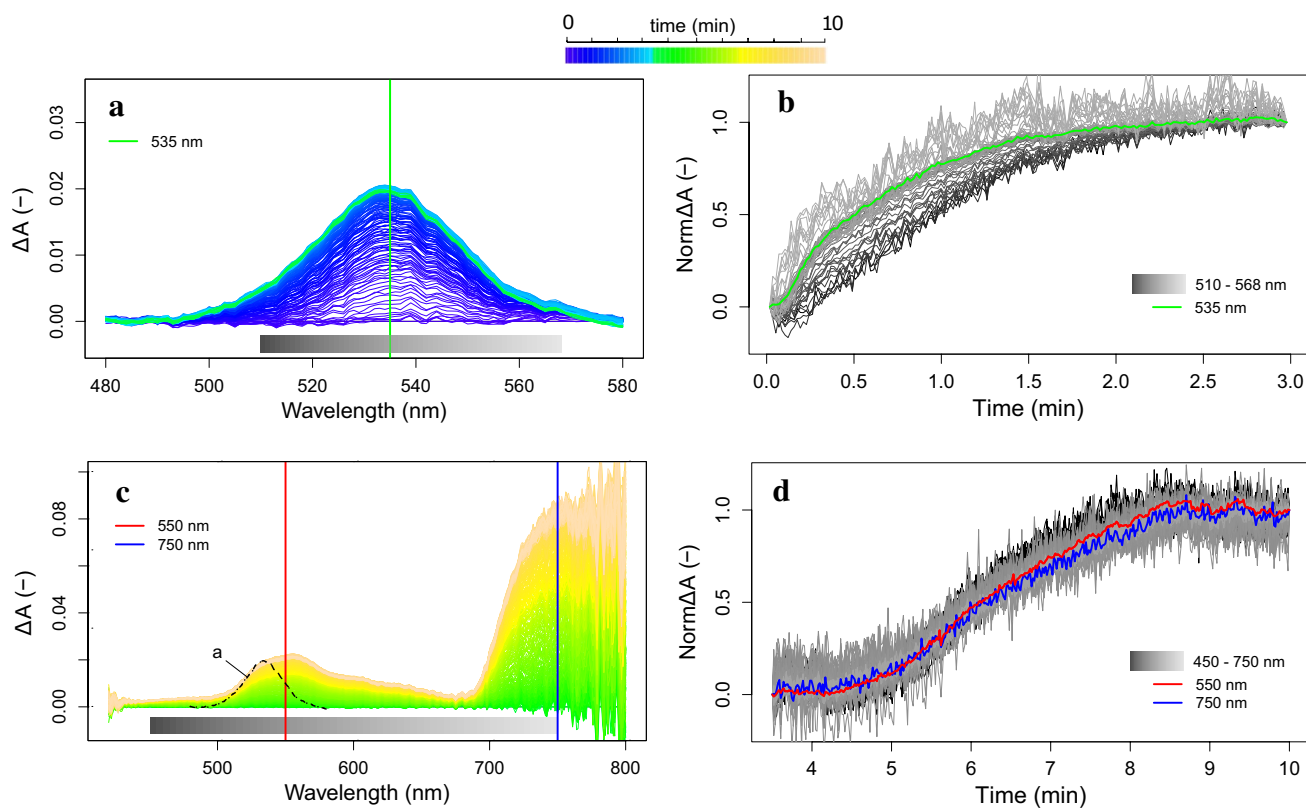 time (min)
0
10
a
535 nm
ΔA (−)
0.00
0.01
0.02
0.03
480
500
520
540
560
580
Wavelength (nm)
b
510 - 568 nm
535 nm
NormΔA (−)
0.0
0.5
1.0
0.0
0.5
1.0
1.5
2.0
2.5
3.0
Time (min)
c
550 nm
750 nm
a
ΔA (−)
0.00
0.04
0.08
500
600
700
800
Wavelength (nm)
d
450 - 750 nm
550 nm
750 nm
NormΔA (−)
0.0
0.5
1.0
4
5
6
7
8
9
10
Time (min)